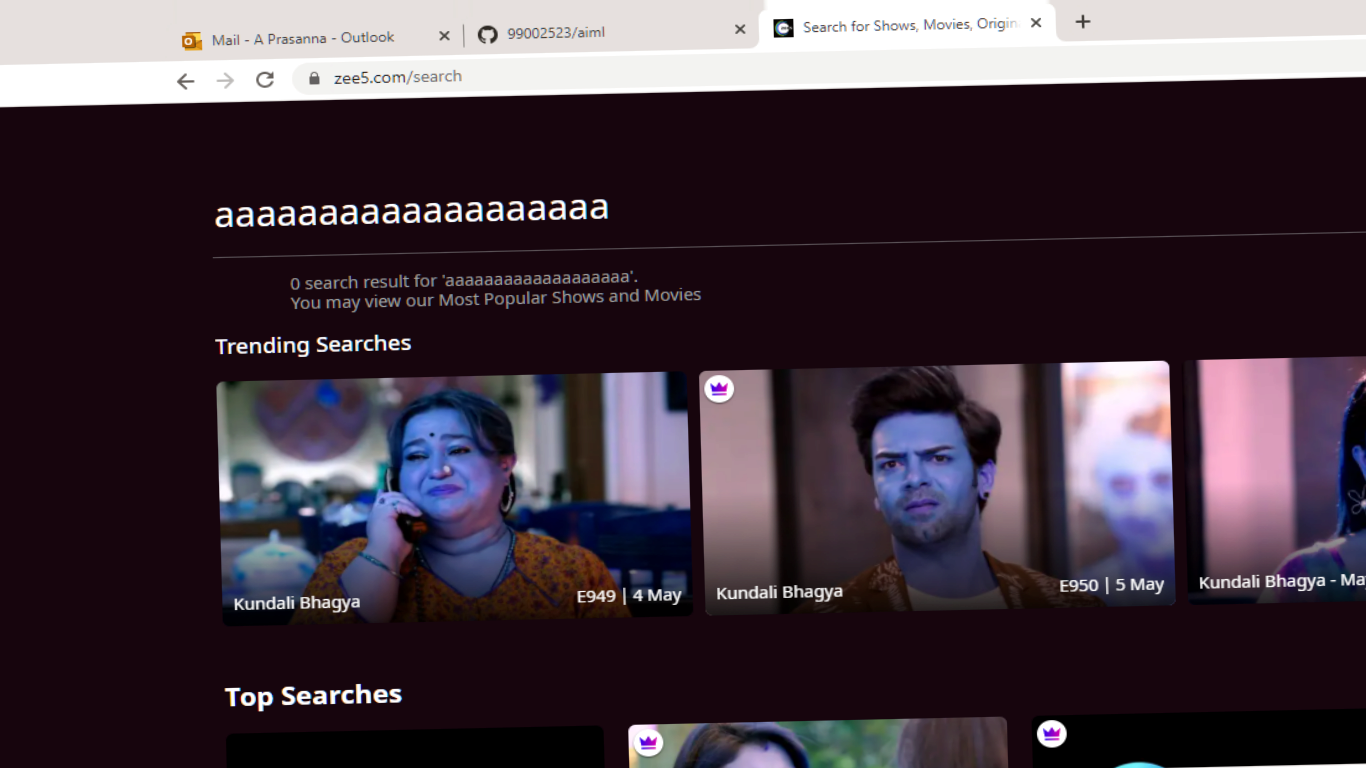 Mail - A Prasanna - Outlook
99002523/aiml
Search for Shows, Movies, Origin
zee5.com/search
aaaaaaaaaaaaaaaaaaa
0 search result for 'aaaaaaaaaaaaaaaaaaa'.
You may view our Most Popular Shows and Movies
Trending Searches
Kundali Bhagya
E949 | 4 May
Kundali Bhagya
E950 | 5 May
Kundali Bhagya - Ma
Top Searches